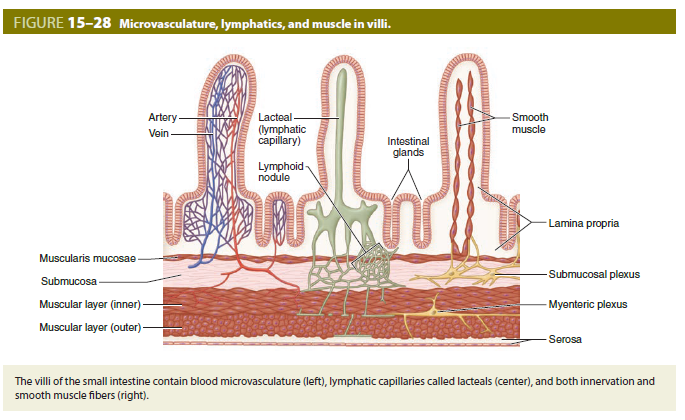 FIGURE 15–28 Microvasculature, lymphatics, and muscle in villi.
Artery
Vein
Lacteal
(lymphatic
capillary)
Lymphoid
nodule
Intestinal
glands
Smooth
muscle
Lamina propria
Muscularis mucosae
Submucosa
Muscular layer (inner)
Muscular layer (outer)
Submucosal plexus
Myenteric plexus
Serosa
The villi of the small intestine contain blood microvasculature (left), lymphatic capillaries called lacteals (center), and both innervation and
smooth muscle fibers (right).